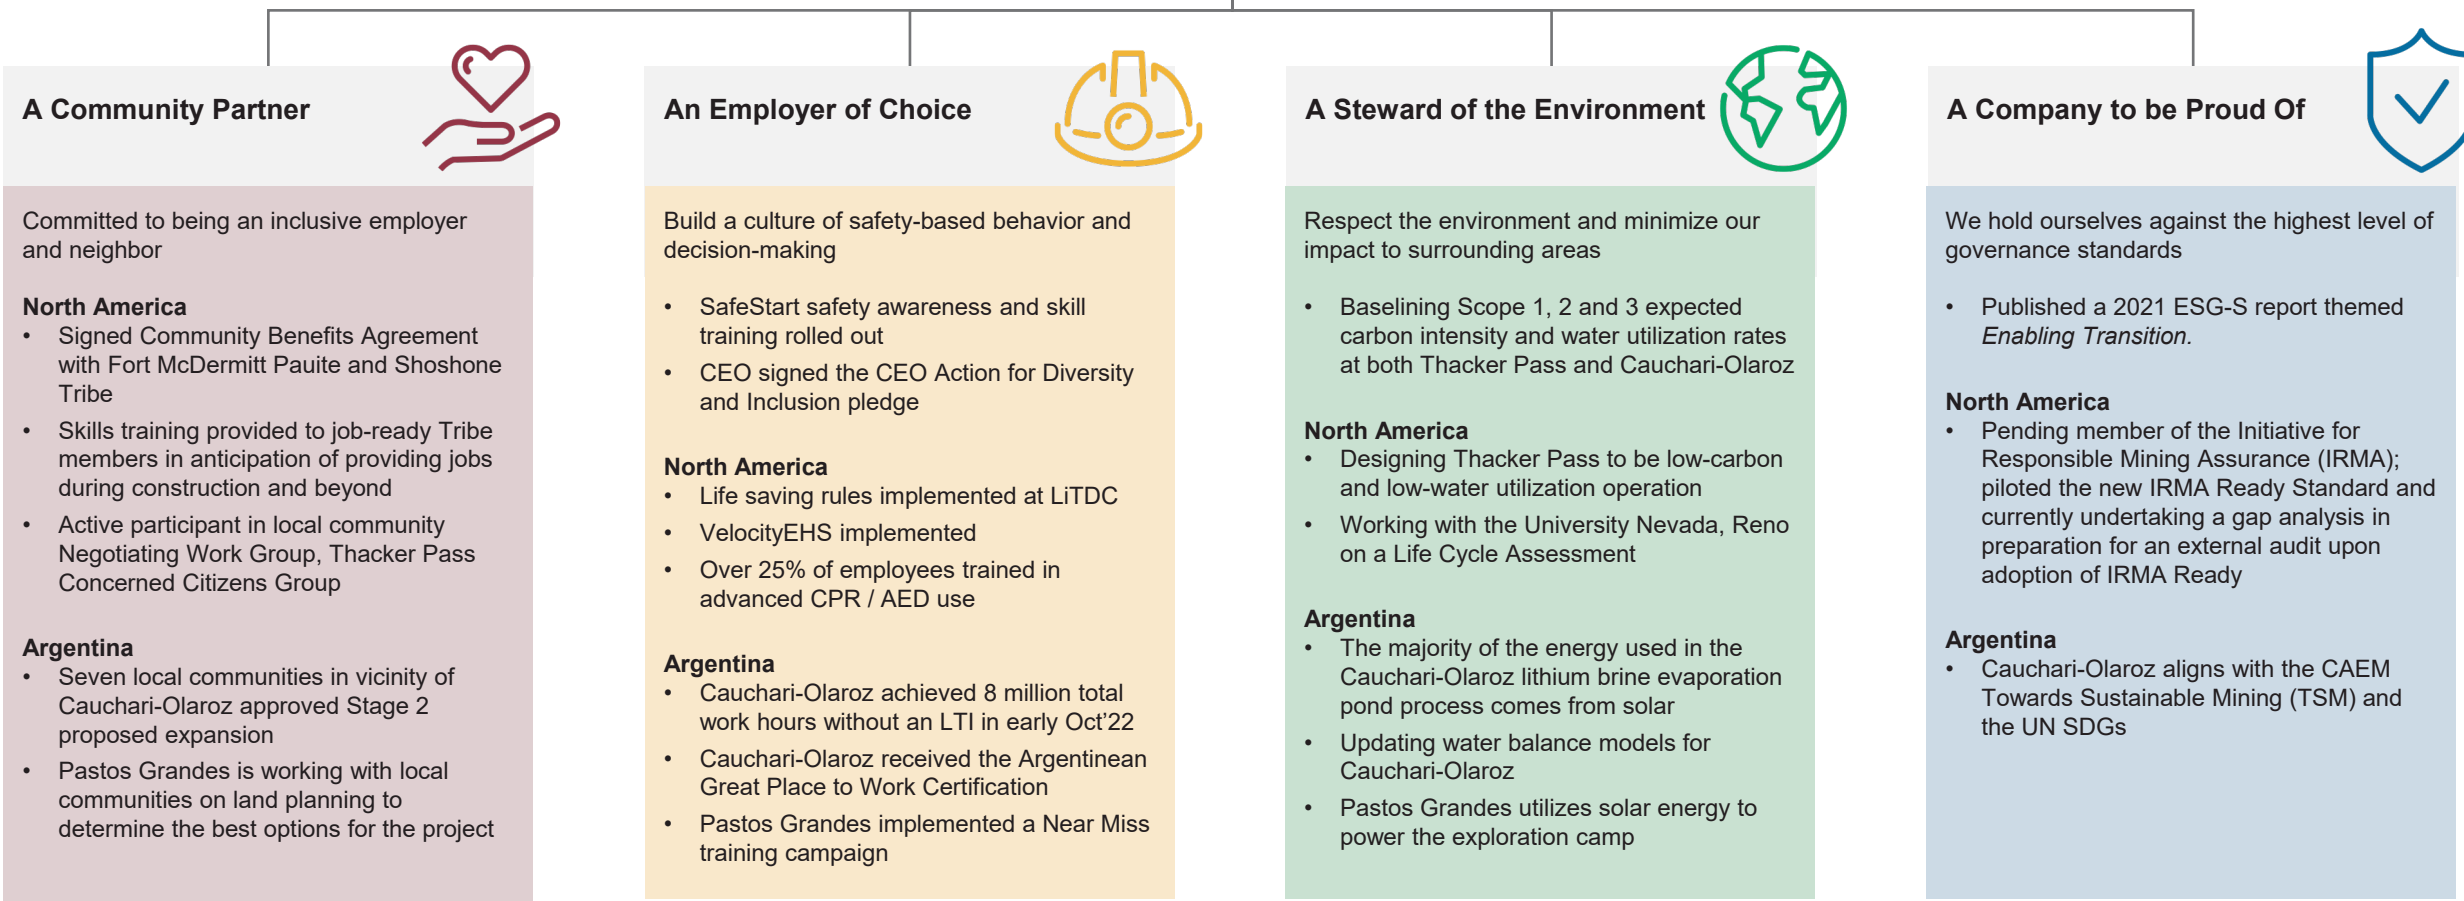 A Community Partner
Committed to being an inclusive employer
and neighbor
North America
• Signed Community Benefits Agreement
with Fort McDermitt Pauite and Shoshone
Tribe
• Skills training provided to job-ready Tribe
members in anticipation of providing jobs
during construction and beyond
• Active participant in local community
Negotiating Work Group, Thacker Pass
Concerned Citizens Group
Argentina
• Seven local communities in vicinity of
Cauchari-Olaroz approved Stage 2
proposed expansion
• Pastos Grandes is working with local
communities on land planning to
determine the best options for the project
An Employer of Choice
Build a culture of safety-based behavior and
decision-making
• SafeStart safety awareness and skill
training rolled out
• CEO signed the CEO Action for Diversity
and Inclusion pledge
North America
• Life saving rules implemented at LiTDC
• VelocityEHS implemented
• Over 25% of employees trained in
advanced CPR / AED use
Argentina
• Cauchari-Olaroz achieved 8 million total
work hours without an LTI in early Oct'22
• Cauchari-Olaroz received the Argentinean
Great Place to Work Certification
• Pastos Grandes implemented a Near Miss
training campaign
A Steward of the Environment
Respect the environment and minimize our
impact to surrounding areas
• Baselining Scope 1, 2 and 3 expected
carbon intensity and water utilization rates
at both Thacker Pass and Cauchari-Olaroz
North America
• Designing Thacker Pass to be low-carbon
and low-water utilization operation
• Working with the University Nevada, Reno
on a Life Cycle Assessment
Argentina
• The majority of the energy used in the
Cauchari-Olaroz lithium brine evaporation
pond process comes from solar
• Updating water balance models for
Cauchari-Olaroz
• Pastos Grandes utilizes solar energy to
power the exploration camp
A Company to be Proud Of
We hold ourselves against the highest level of
governance standards
• Published a 2021 ESG-S report themed
Enabling Transition.
North America
• Pending member of the Initiative for
Responsible Mining Assurance (IRMA);
piloted the new IRMA Ready Standard and
currently undertaking a gap analysis in
preparation for an external audit upon
adoption of IRMA Ready
Argentina
• Cauchari-Olaroz aligns with the CAEM
Towards Sustainable Mining (TSM) and
the UN SDGs